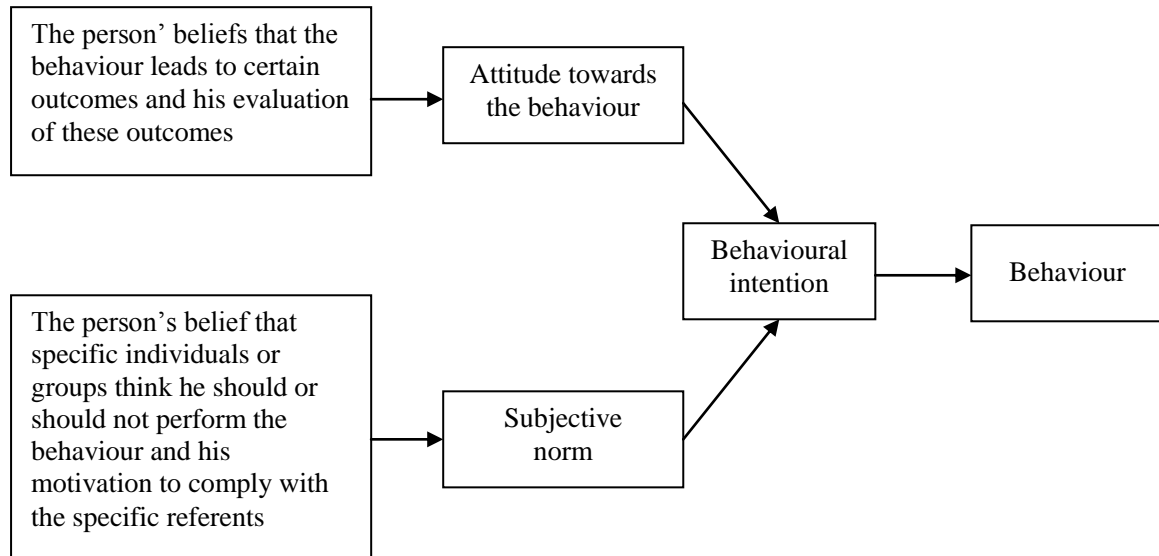 The person’ beliefs that the
behaviour leads to certain
outcomes and his evaluation
of these outcomes
Attitude towards
the behaviour
Behavioural
intention
Behaviour
The person’s belief that
specific individuals or
groups think he should or
should not perform the
behaviour and his
motivation to comply with
the specific referents
Subjective
norm